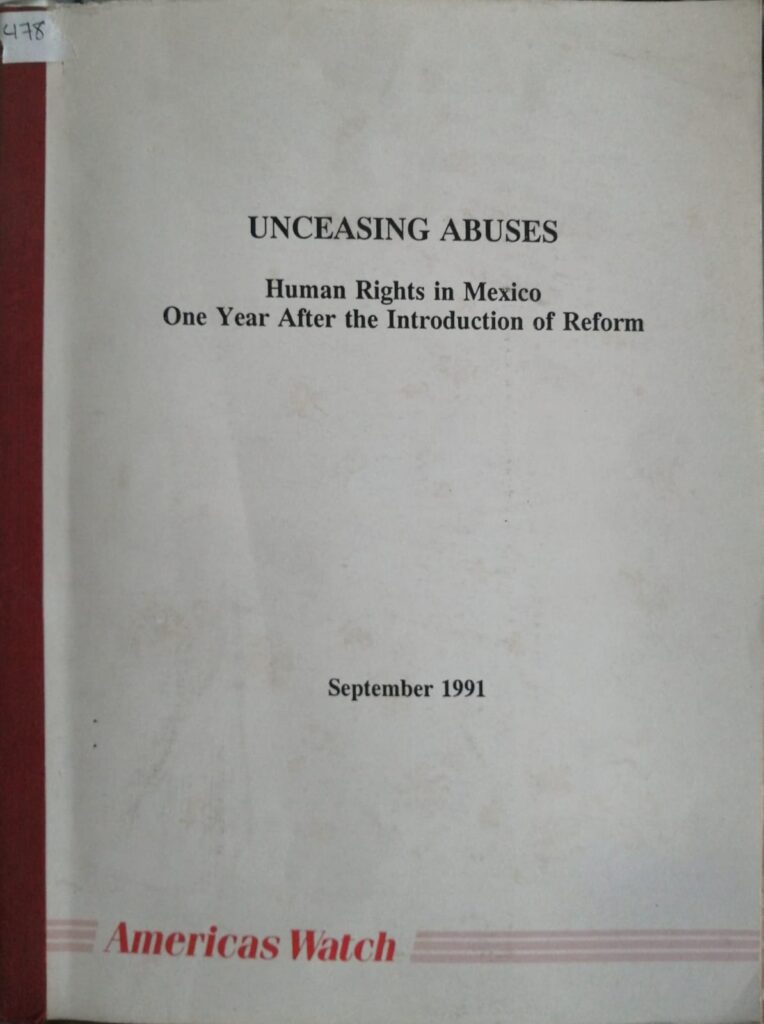 478
UNCEASING ABUSES
Human Rights in Mexico
One Year After the Introduction of Reform
September 1991
Americas Watch